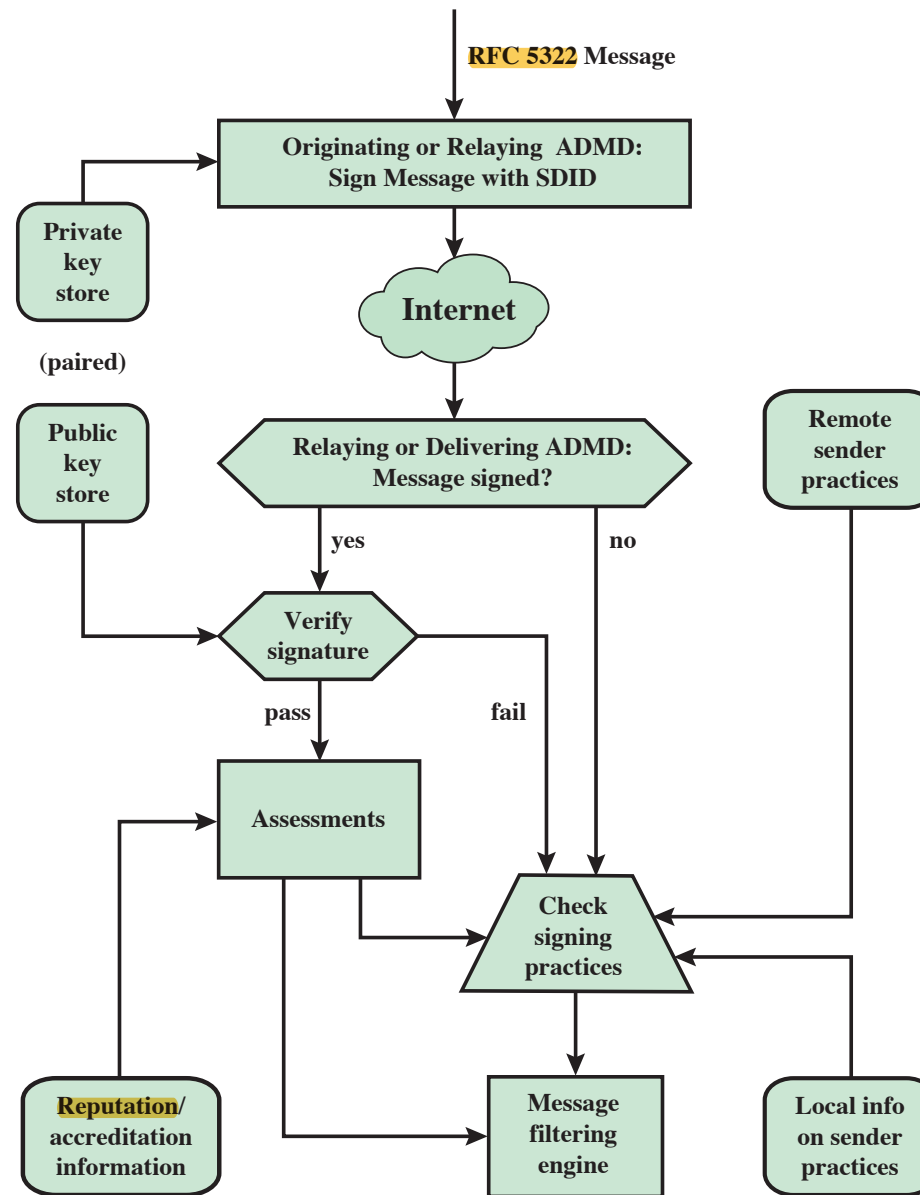 RFC 5322 Message
Originating or Relaying ADMD:
Sign Message with SDID
Private
key
store
Internet
(paired)
Public
key
store
Relaying or Delivering ADMD:
Message signed?
Remote
sender
practices
yes
no
Verify
signature
pass
fail
Assessments
Check
signing
practices
Reputation/
accreditation
information
Message
filtering
engine
Local info
on sender
practices